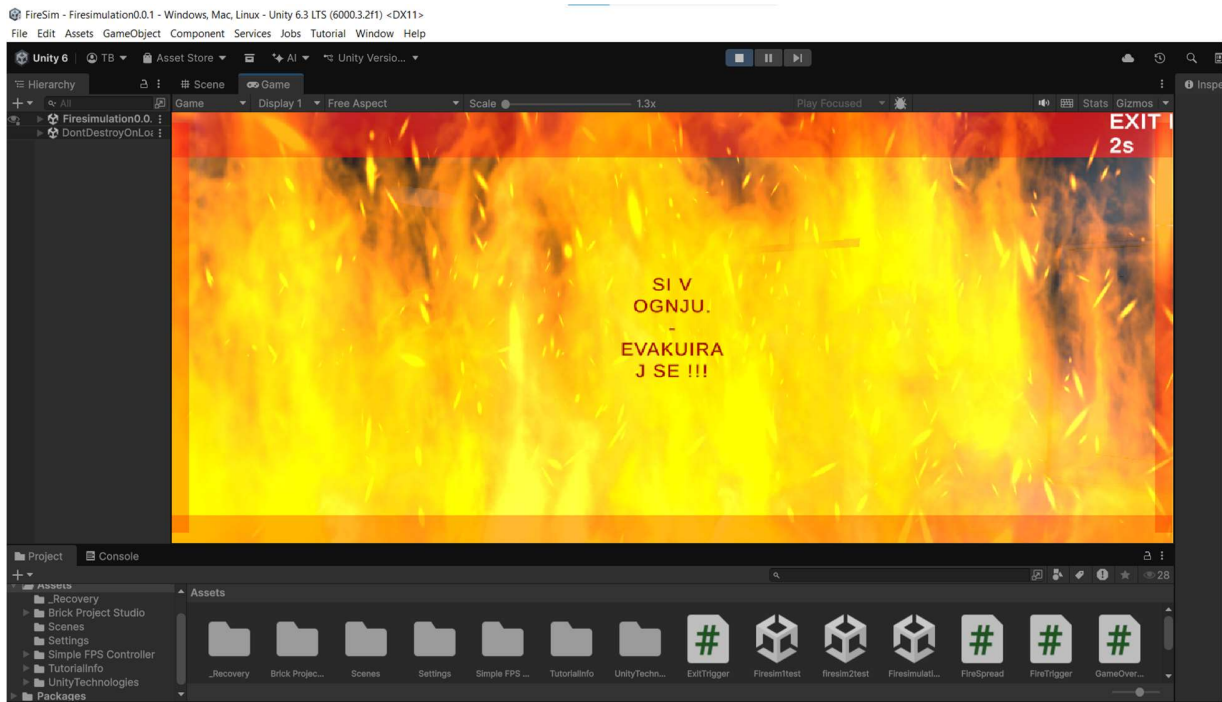 FireSim - Firesimulation0.0.1 - Windows, Mac, Linux - Unity 6.3 LTS (6000.3.2f1) <DX11>
File Edit Assets GameObject Component Services Jobs Tutorial Window Help
Unity 6 TB Asset Store AI Unity Versio...
Hierarchy Scene Game Inspe
All Game Display 1 Free Aspect Scale 1.3x Play Focused Stats Gizmos
Firesimulation0.0.
DontDestroyOnLoa
EXIT
2s
SI V
OGNJU.
-
EVAKUIRA
J SE !!!
Project Console
28
Assets
_Recovery
Brick Project Studio
Scenes
Settings
Simple FPS Controller
TutorialInfo
UnityTechnologies
Packages
Assets
_Recovery Brick Projec... Scenes Settings Simple FPS ... TutorialInfo UnityTechn... ExitTrigger Firesim1test firesim2test Firesimulati... FireSpread FireTrigger GameOver...